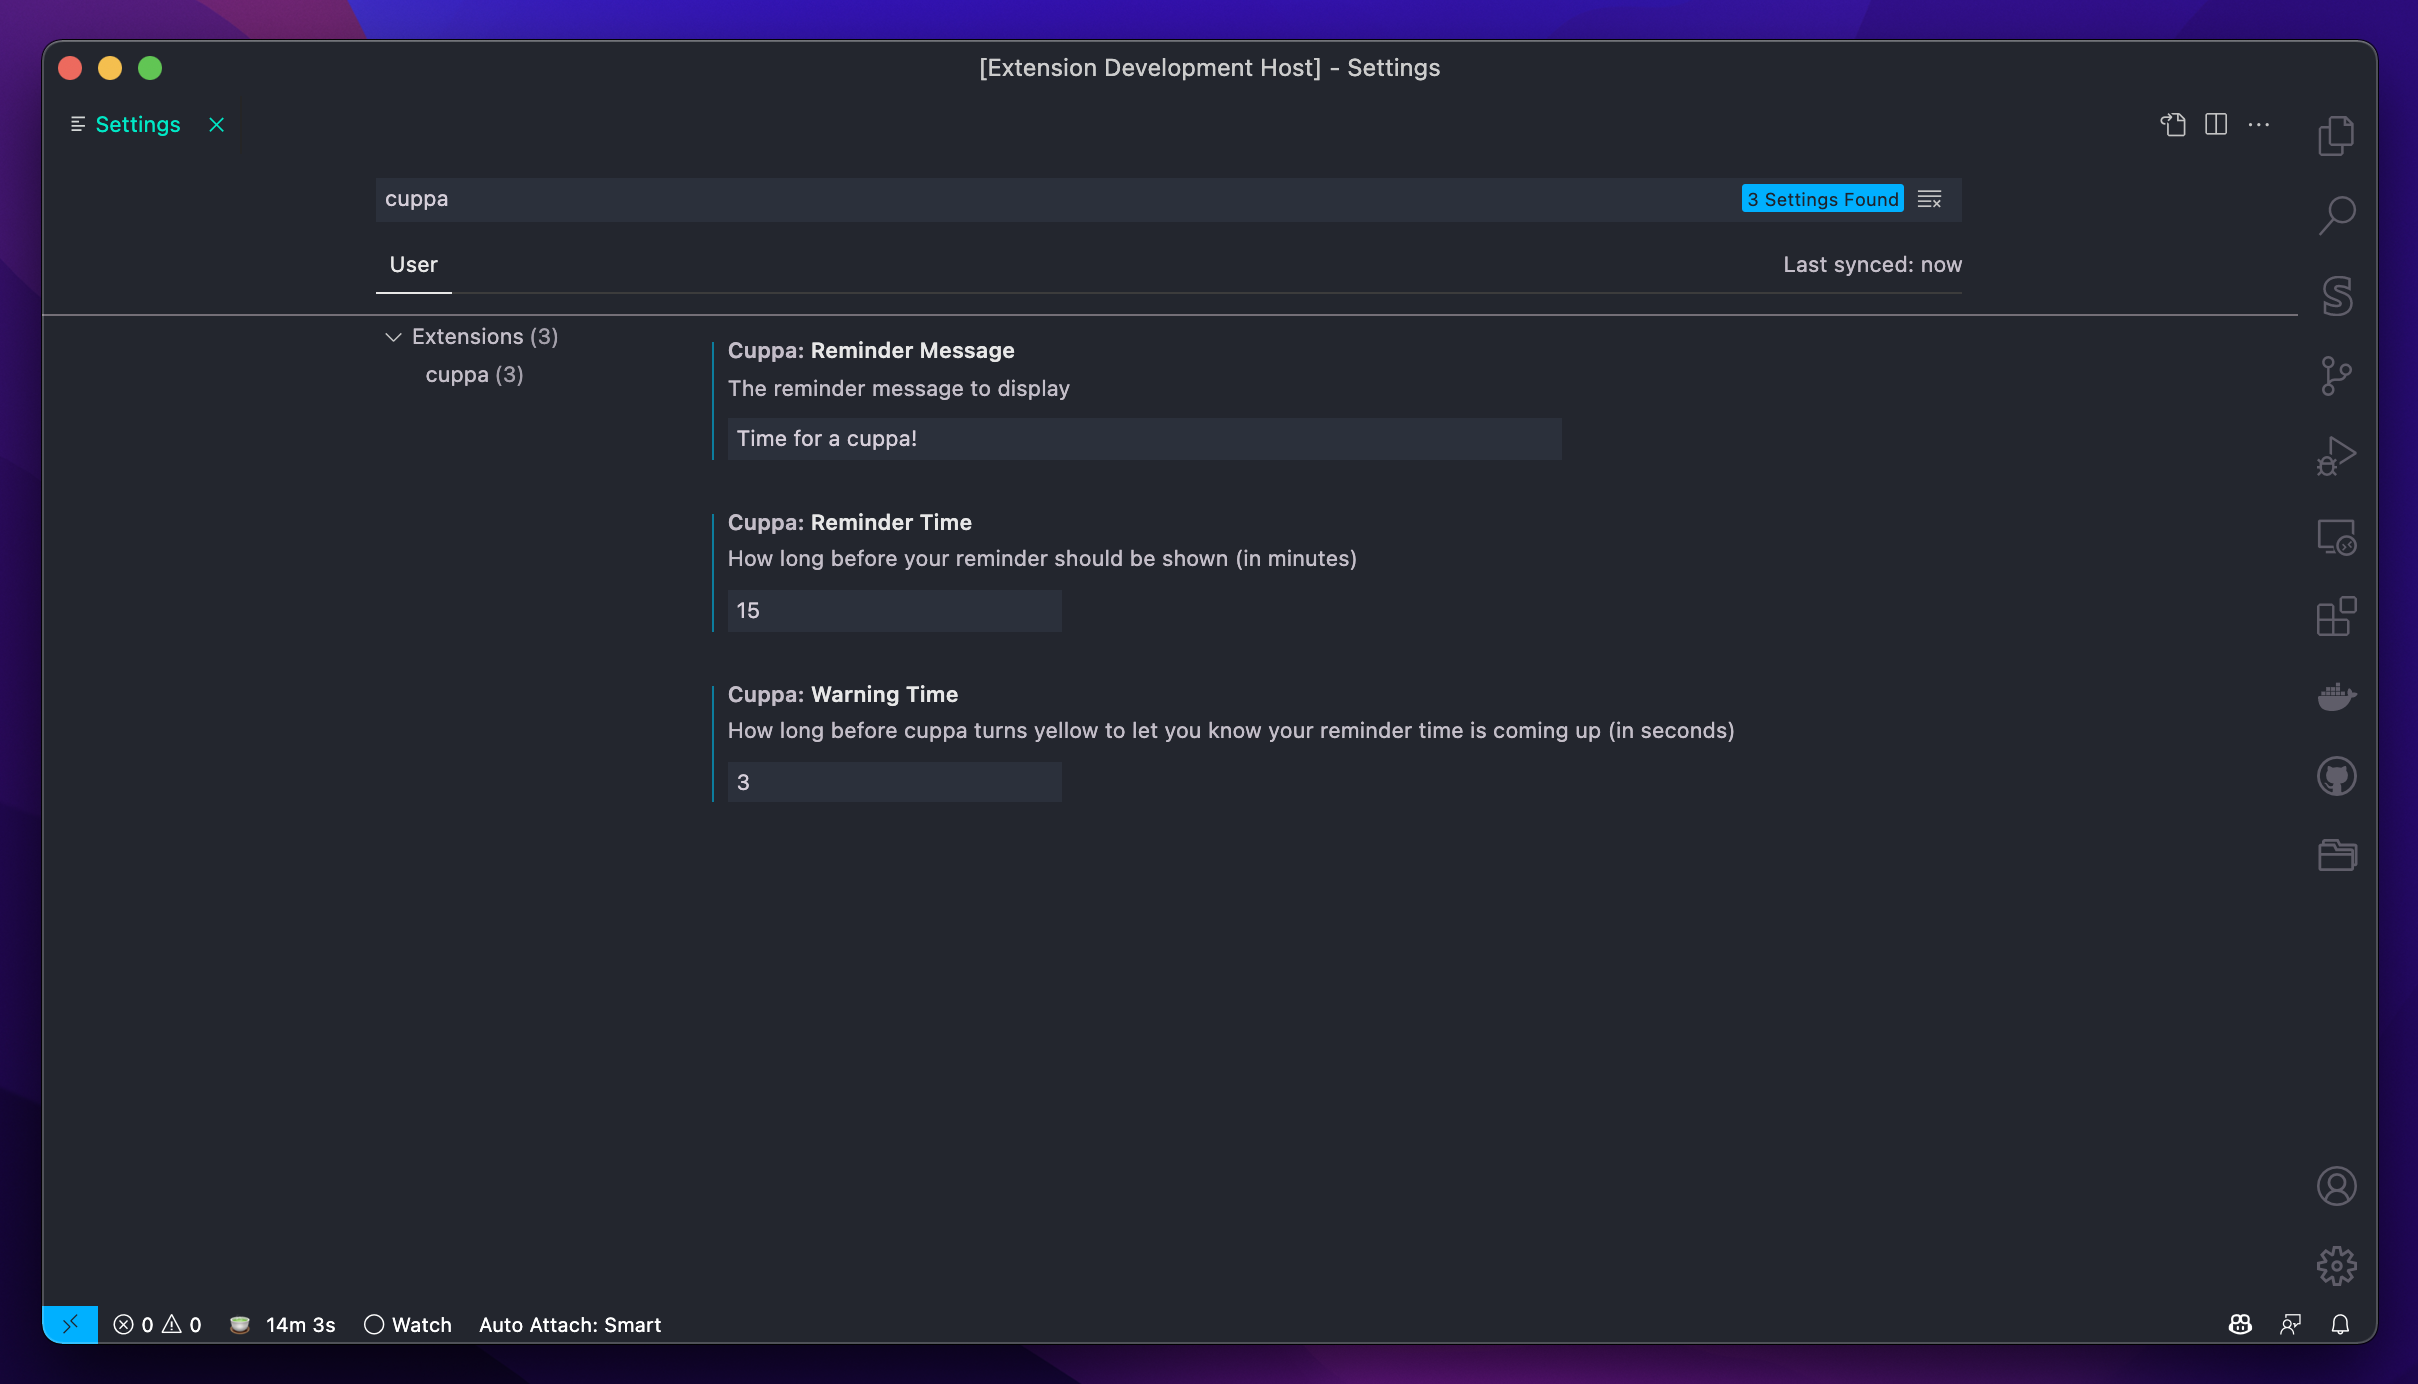 [Extension Development Host] - Settings
Settings
cuppa
3 Settings Found
User
Last synced: now
Extensions (3)
cuppa (3)
Cuppa: Reminder Message
The reminder message to display
Time for a cuppa!
Cuppa: Reminder Time
How long before your reminder should be shown (in minutes)
15
Cuppa: Warning Time
How long before cuppa turns yellow to let you know your reminder time is coming up (in seconds)
3
0 0 14m 3s Watch Auto Attach: Smart